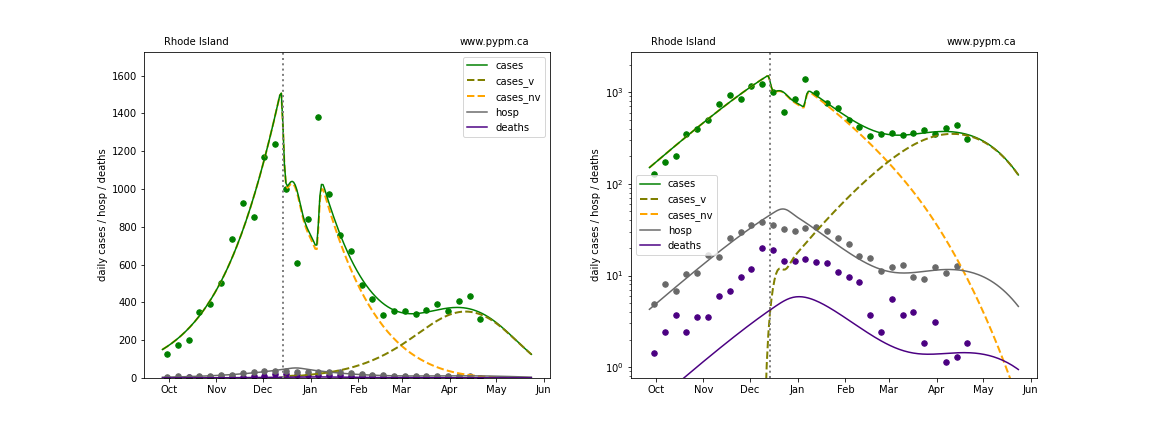 Rhode Island www.pypm.ca
1600
1400
1200
1000
800
600
400
200
0
daily cases / hosp / deaths
cases
cases_v
cases_nv
hosp
deaths
Oct Nov Dec Jan Feb Mar Apr May Jun
Rhode Island www.pypm.ca
10³
10²
10¹
10⁰
daily cases / hosp / deaths
cases
cases_v
cases_nv
hosp
deaths
Oct Nov Dec Jan Feb Mar Apr May Jun